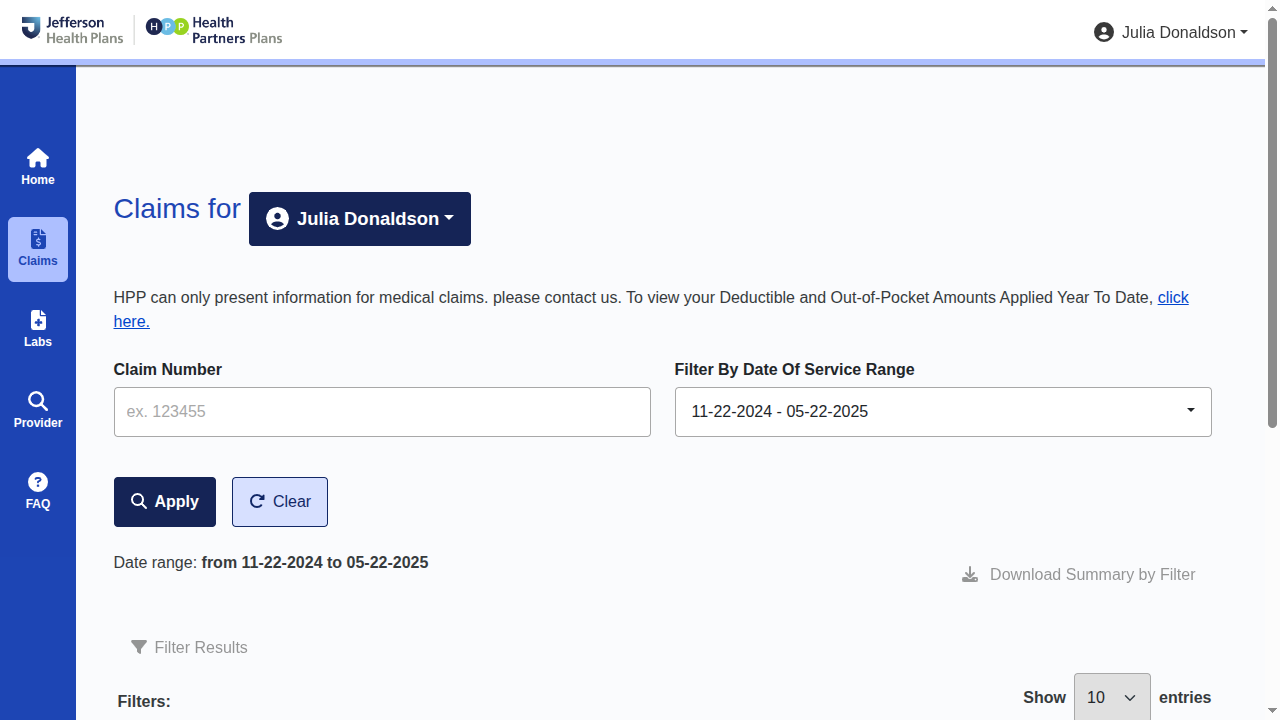 Jefferson
Health Plans
HPP
Health
Partners Plans
Julia Donaldson
Home
Claims
Labs
Provider
FAQ
Claims for
Julia Donaldson
HPP can only present information for medical claims. please contact us. To view your Deductible and Out-of-Pocket Amounts Applied Year To Date, click
here.
Claim Number
Filter By Date Of Service Range
ex. 123455
11-22-2024 - 05-22-2025
Apply
Clear
Date range: from 11-22-2024 to 05-22-2025
Download Summary by Filter
Filter Results
Filters:
Show 10 entries